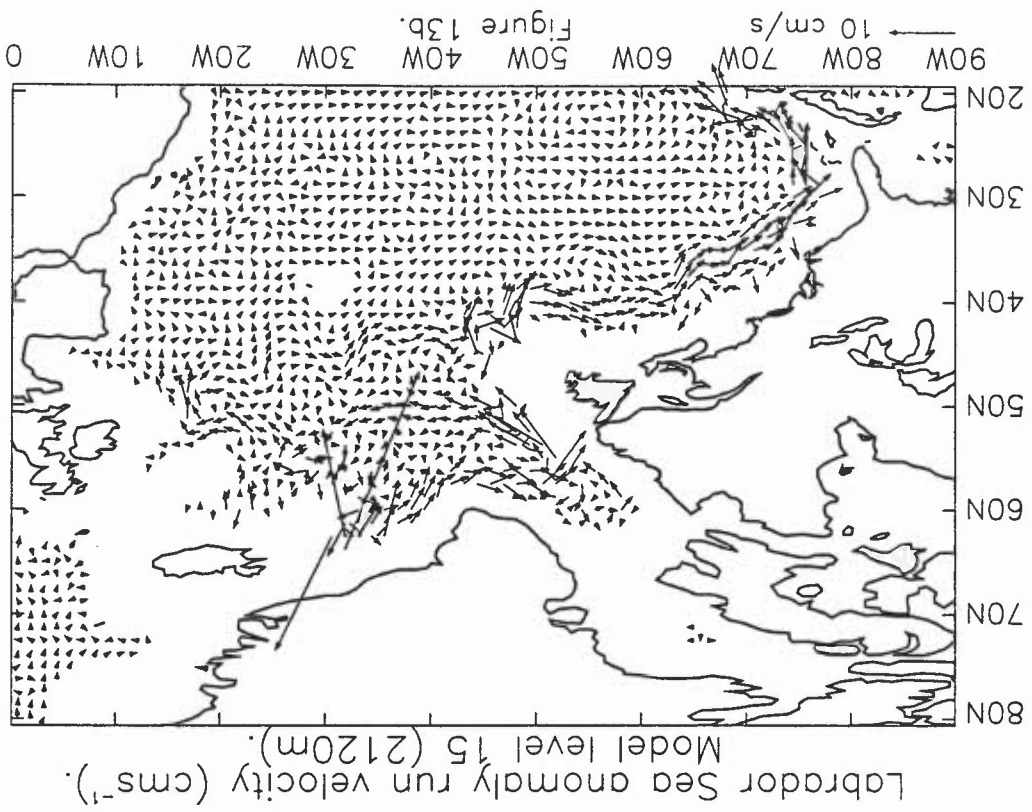 Labrador Sea anomaly run velocity (cms⁻¹).
Model level 15 (2120m).
80N
70N
60N
50N
40N
30N
20N
90W 80W 70W 60W 50W 40W 30W 20W 10W 0
10 cm/s Figure 13b.